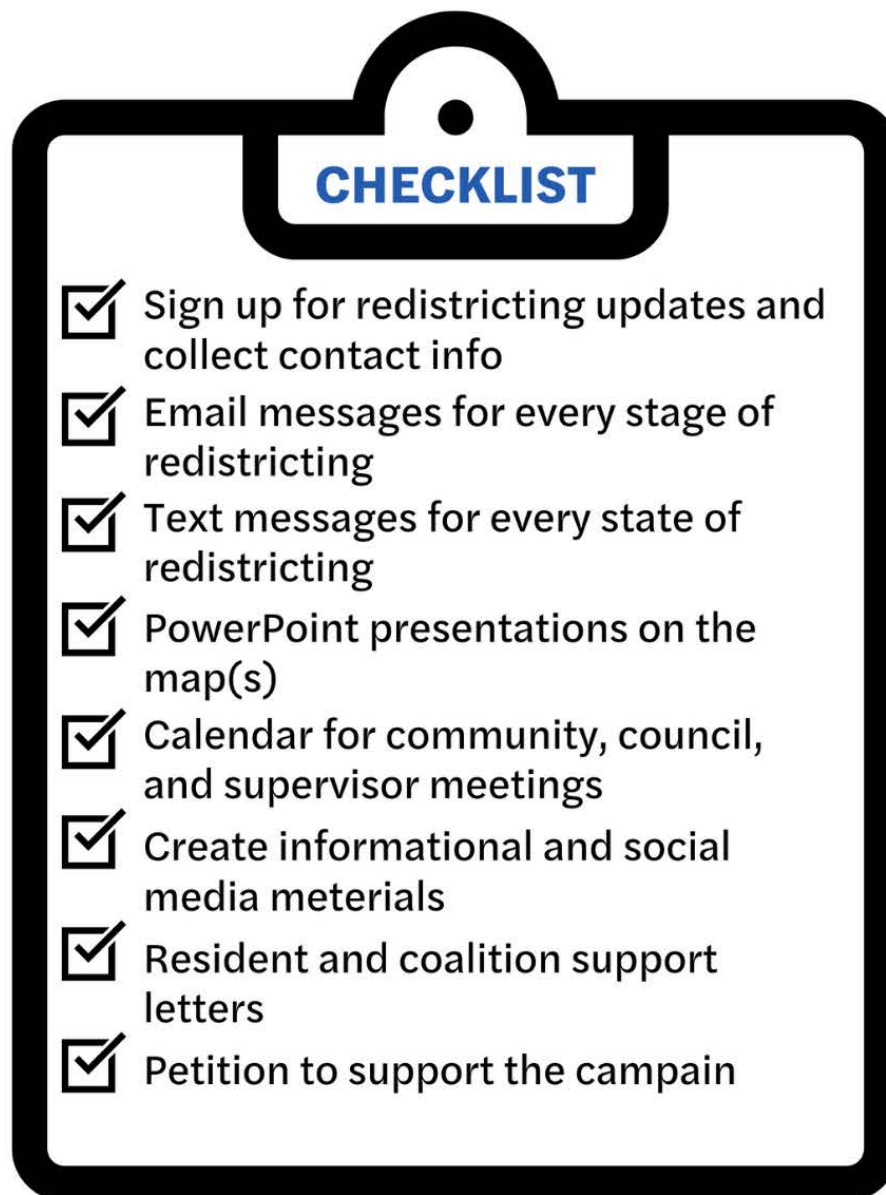 CHECKLIST
Sign up for redistricting updates and
collect contact info
Email messages for every stage of
redistricting
Text messages for every state of
redistricting
PowerPoint presentations on the
map(s)
Calendar for community, council,
and supervisor meetings
Create informational and social
media meterials
Resident and coalition support
letters
Petition to support the campain